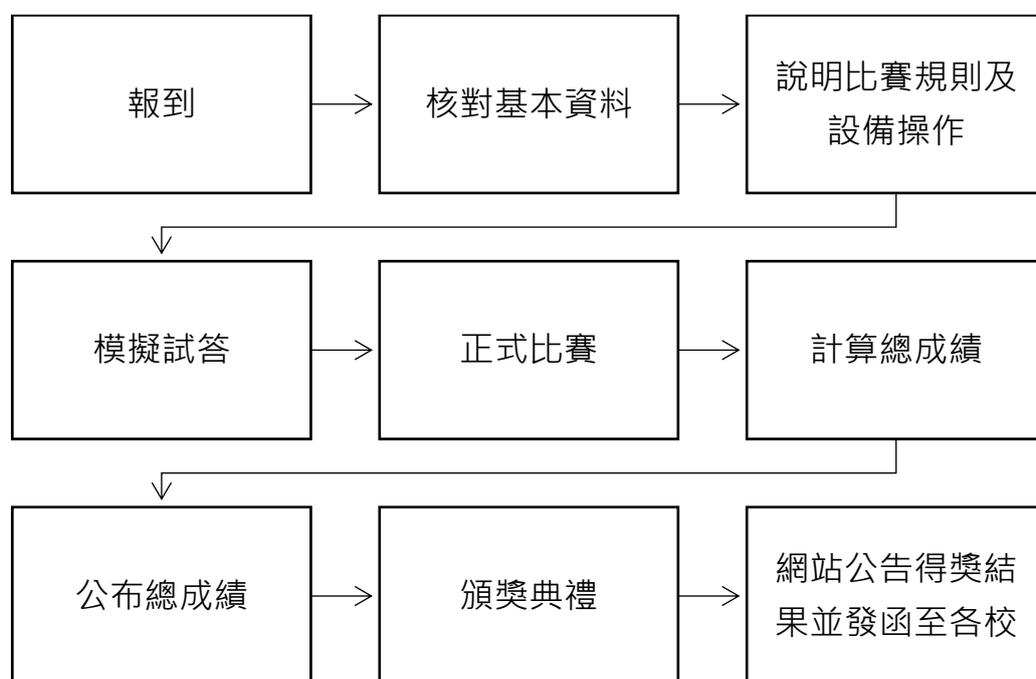 報到
核對基本資料
說明比賽規則及
設備操作
模擬試答
正式比賽
計算總成績
公布總成績
頒獎典禮
網站公告得獎結
果並發函至各校